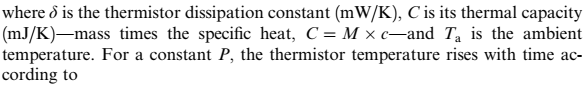 where δ is the thermistor dissipation constant (mW/K), C is its thermal capacity
(mJ/K)—mass times the specific heat, C = M × c—and Tₐ is the ambient
temperature. For a constant P, the thermistor temperature rises with time ac-
cording to